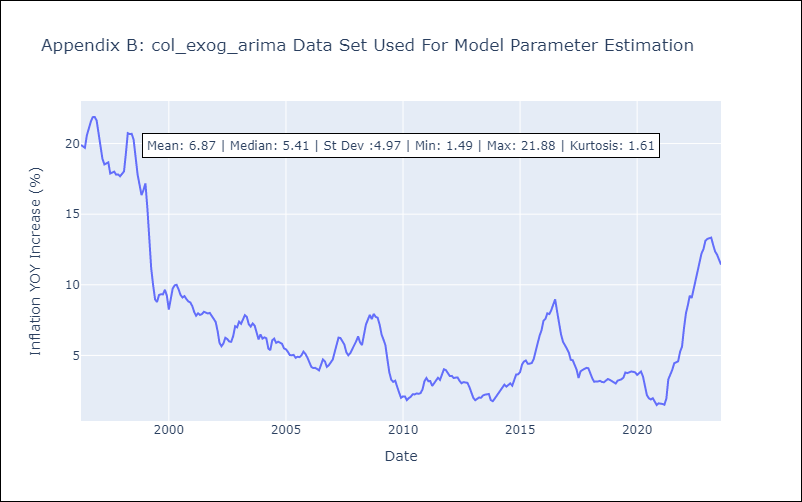 Appendix B: col_exog_arima Data Set Used For Model Parameter Estimation
Mean: 6.87 | Median: 5.41 | St Dev :4.97 | Min: 1.49 | Max: 21.88 | Kurtosis: 1.61
Inflation YOY Increase (%)
20
15
10
5
2000
2005
2010
2015
2020
Date